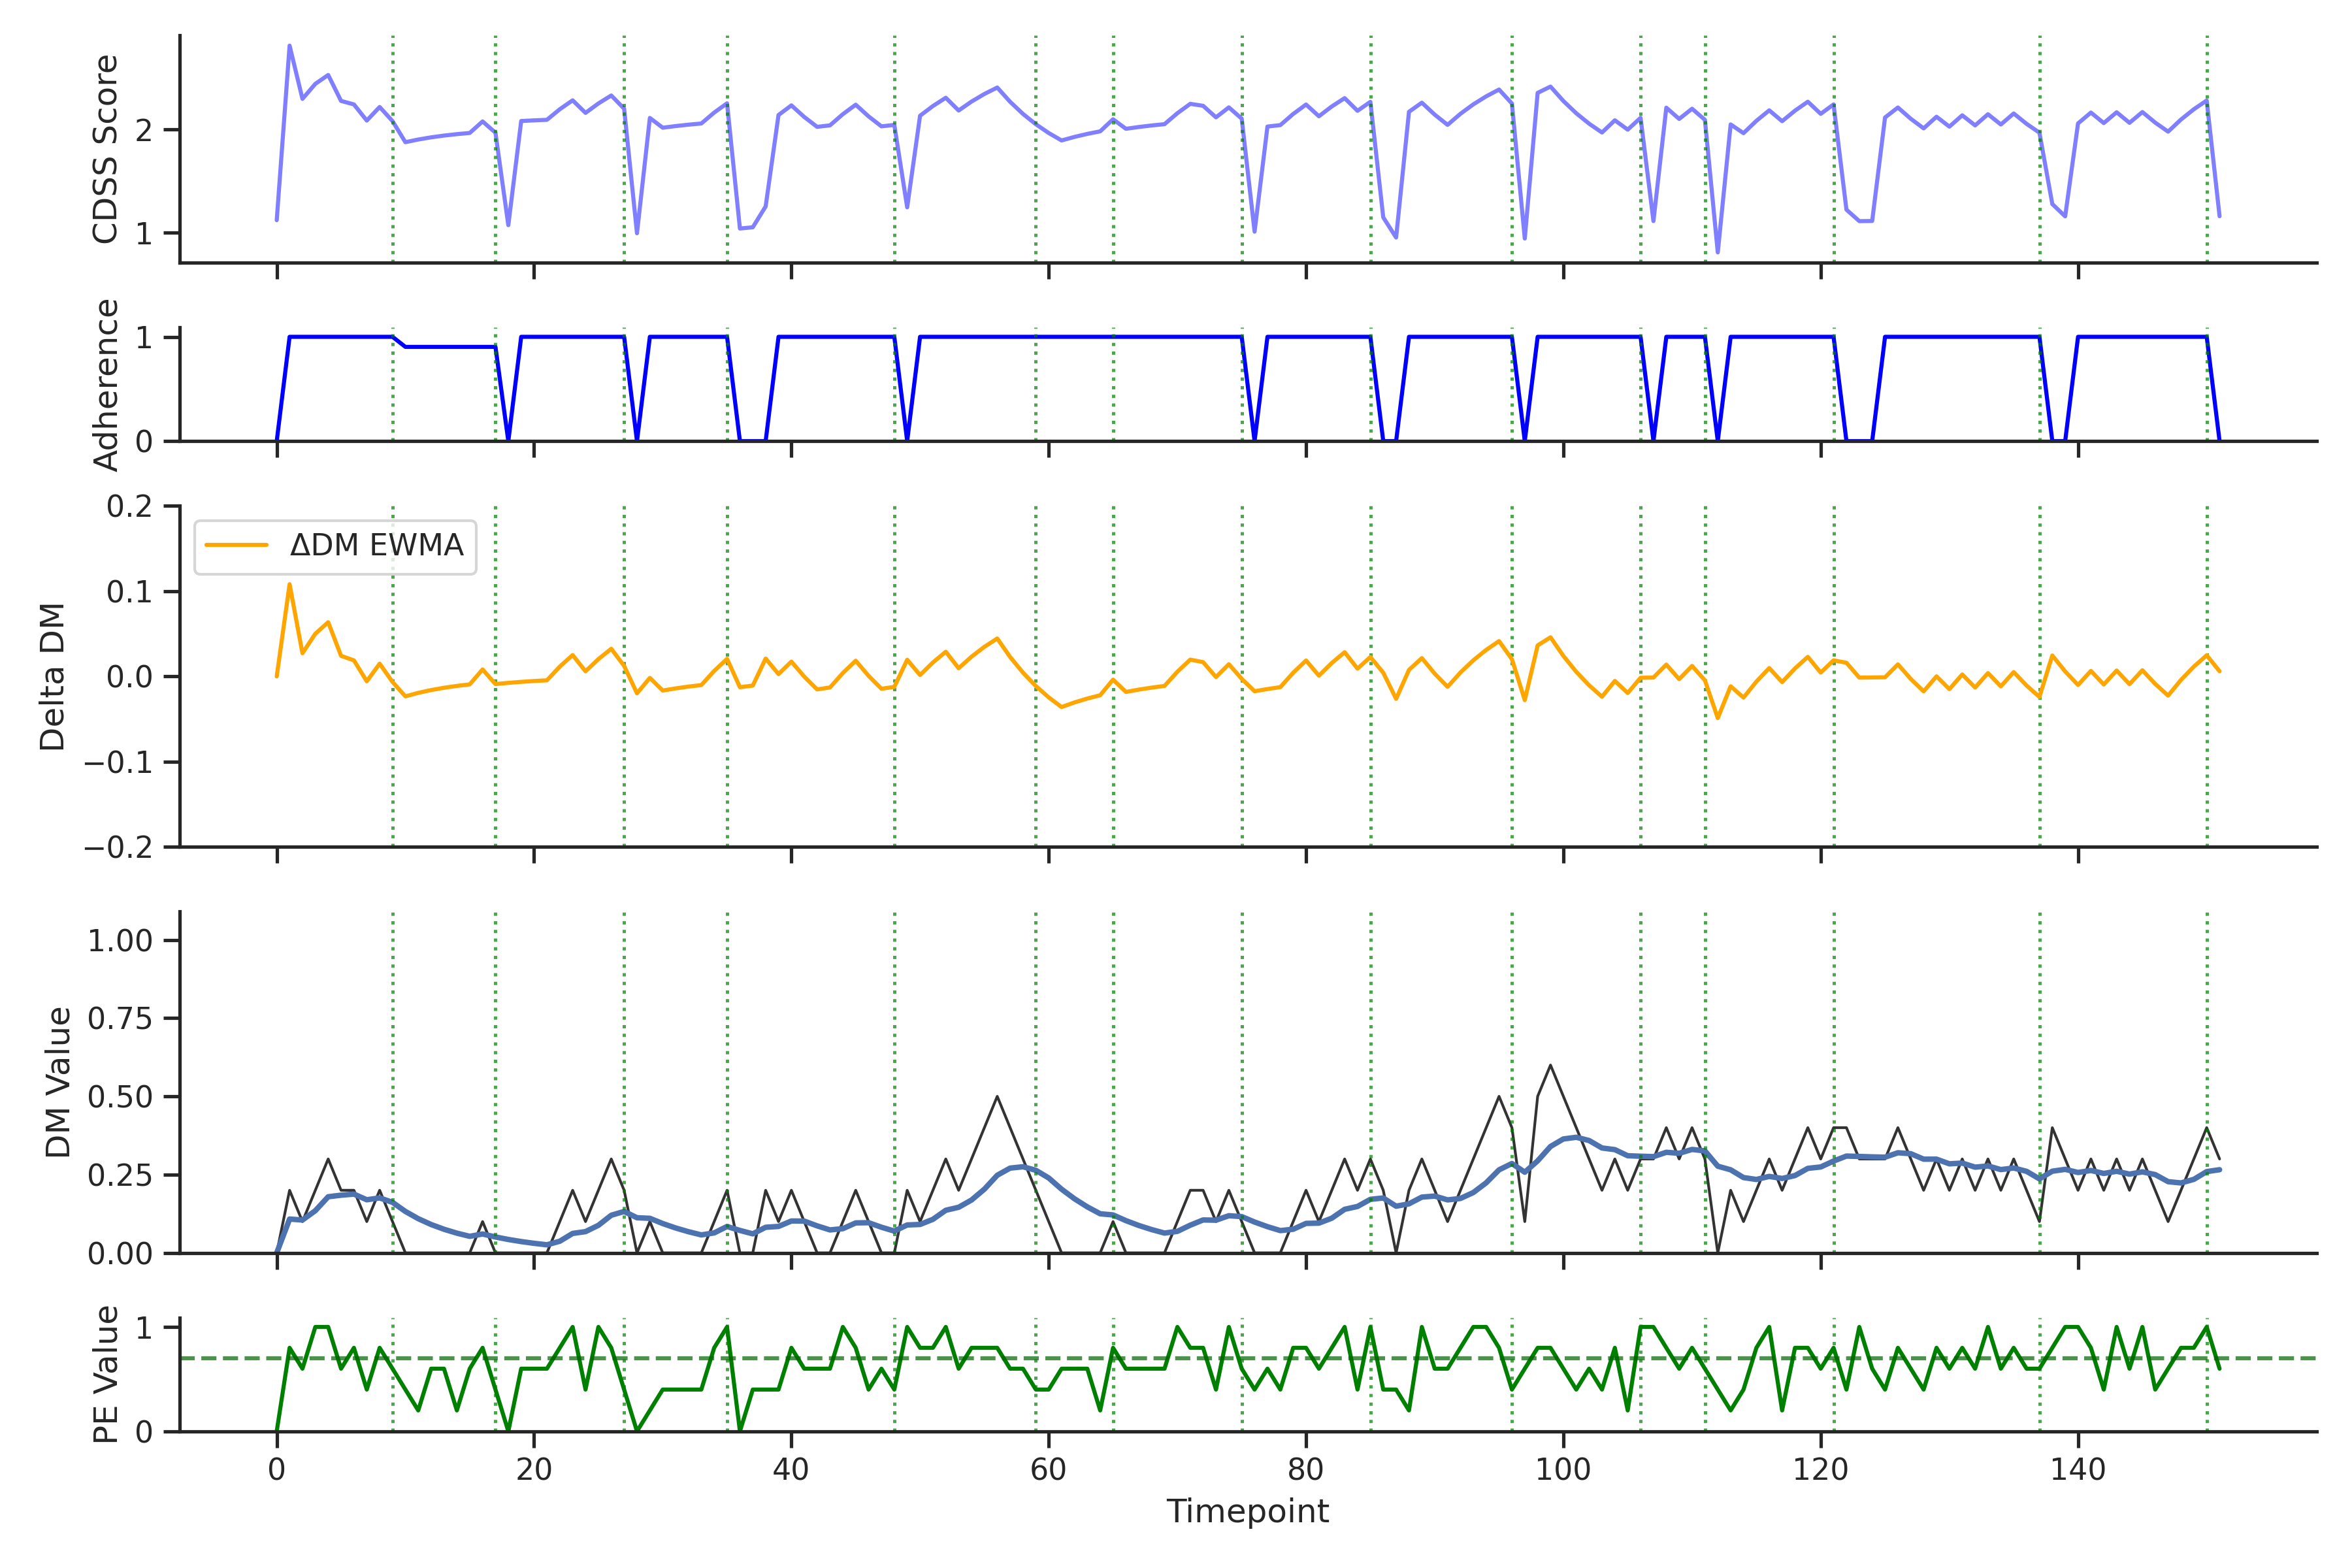 CDSS Score
2
1
Adherence
1
0
Delta DM
0.2
0.1
0.0
−0.1
−0.2
ΔDM EWMA
DM Value
1.00
0.75
0.50
0.25
0.00
PE Value
1
0
0 20 40 60 80 100 120 140
Timepoint